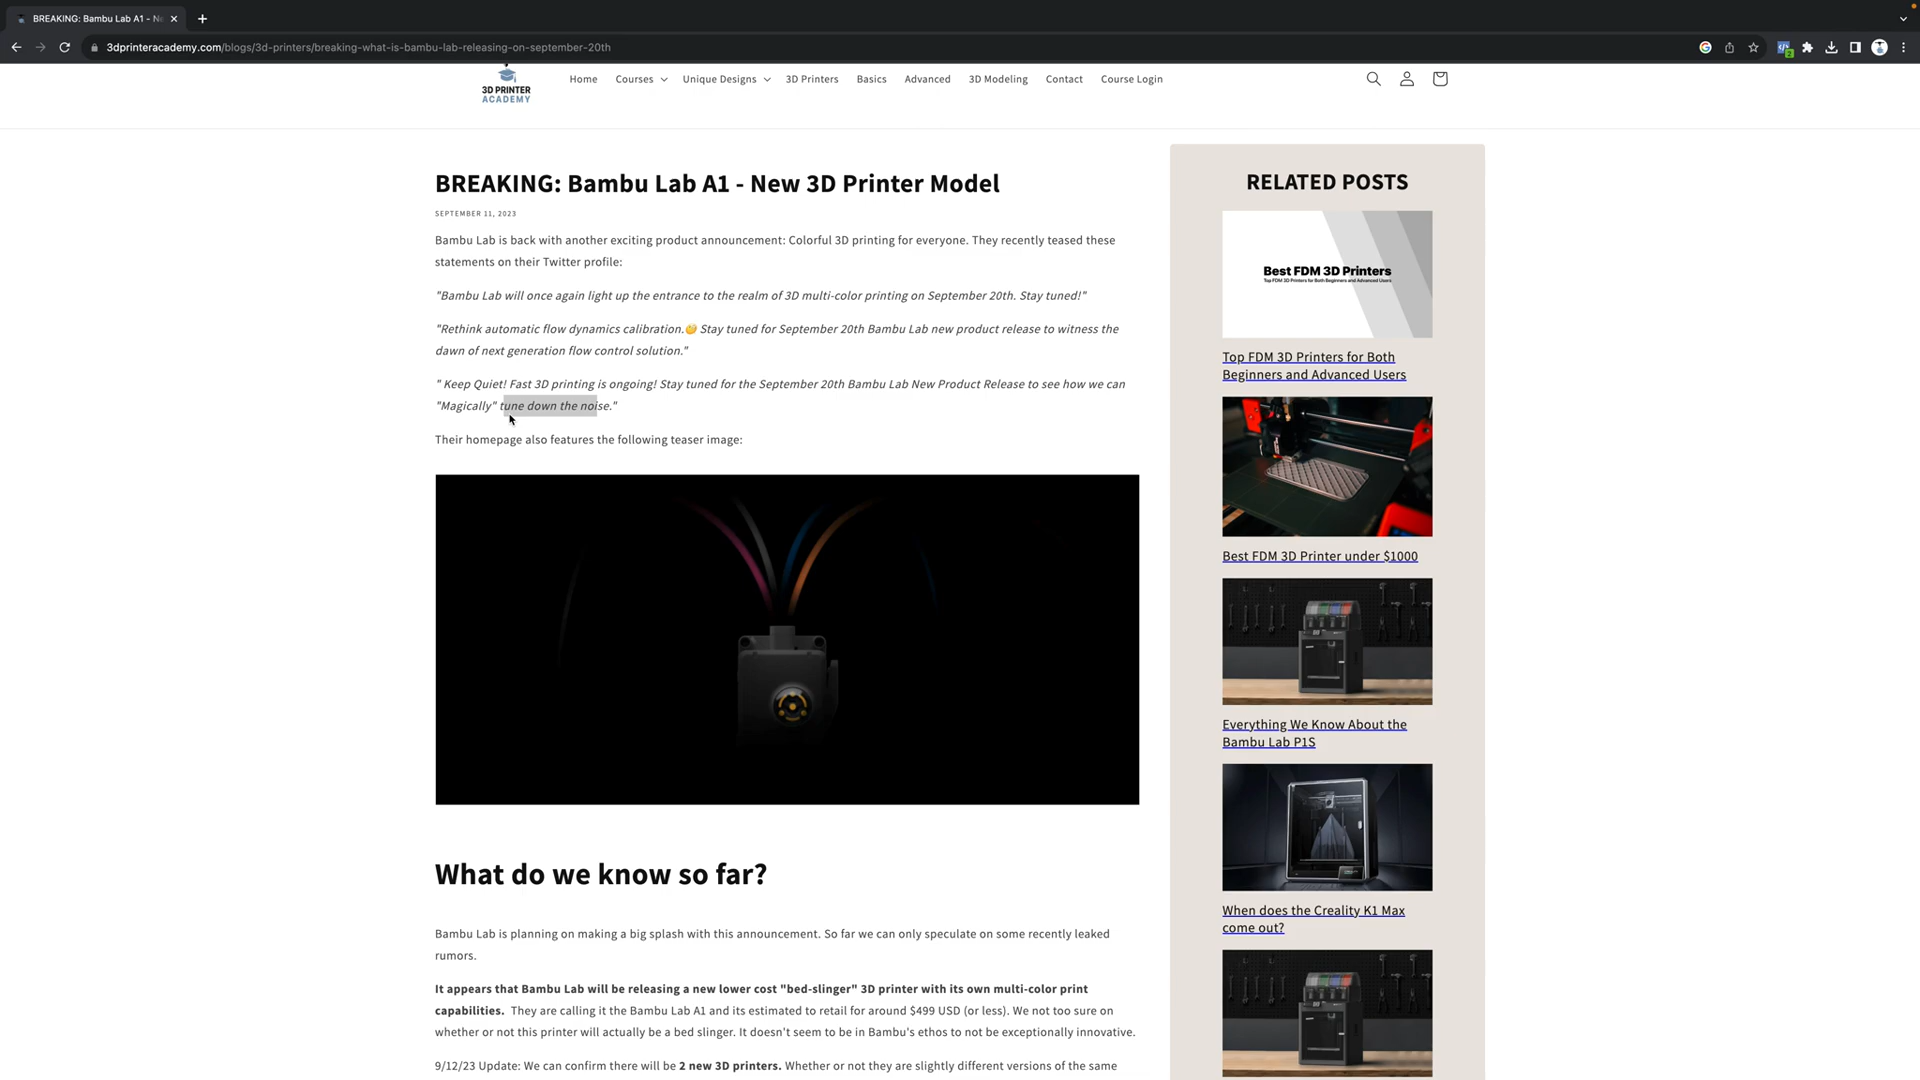 BREAKING: Bambu Lab A1 - Ne
3dprinteracademy.com/blogs/3d-printers/breaking-what-is-bambu-lab-releasing-on-september-20th
2
3D PRINTER
ACADEMY
Home Courses Unique Designs 3D Printers Basics Advanced 3D Modeling Contact Course Login
BREAKING: Bambu Lab A1 - New 3D Printer Model
SEPTEMBER 11, 2023
Bambu Lab is back with another exciting product announcement: Colorful 3D printing for everyone. They recently teased these
statements on their Twitter profile:
"Bambu Lab will once again light up the entrance to the realm of 3D multi-color printing on September 20th. Stay tuned!"
"Rethink automatic flow dynamics calibration.🤔 Stay tuned for September 20th Bambu Lab new product release to witness the
dawn of next generation flow control solution."
" Keep Quiet! Fast 3D printing is ongoing! Stay tuned for the September 20th Bambu Lab New Product Release to see how we can
"Magically" tune down the noise."
Their homepage also features the following teaser image:
What do we know so far?
Bambu Lab is planning on making a big splash with this announcement. So far we can only speculate on some recently leaked
rumors.
It appears that Bambu Lab will be releasing a new lower cost "bed-slinger" 3D printer with its own multi-color print
capabilities. They are calling it the Bambu Lab A1 and its estimated to retail for around $499 USD (or less). We not too sure on
whether or not this printer will actually be a bed slinger. It doesn't seem to be in Bambu's ethos to not be exceptionally innovative.
9/12/23 Update: We can confirm there will be 2 new 3D printers. Whether or not they are slightly different versions of the same
RELATED POSTS
Best FDM 3D Printers
Top FDM 3D Printers for Both Beginners and Advanced Users
Top FDM 3D Printers for Both
Beginners and Advanced Users
Best FDM 3D Printer under $1000
Everything We Know About the
Bambu Lab P1S
When does the Creality K1 Max
come out?